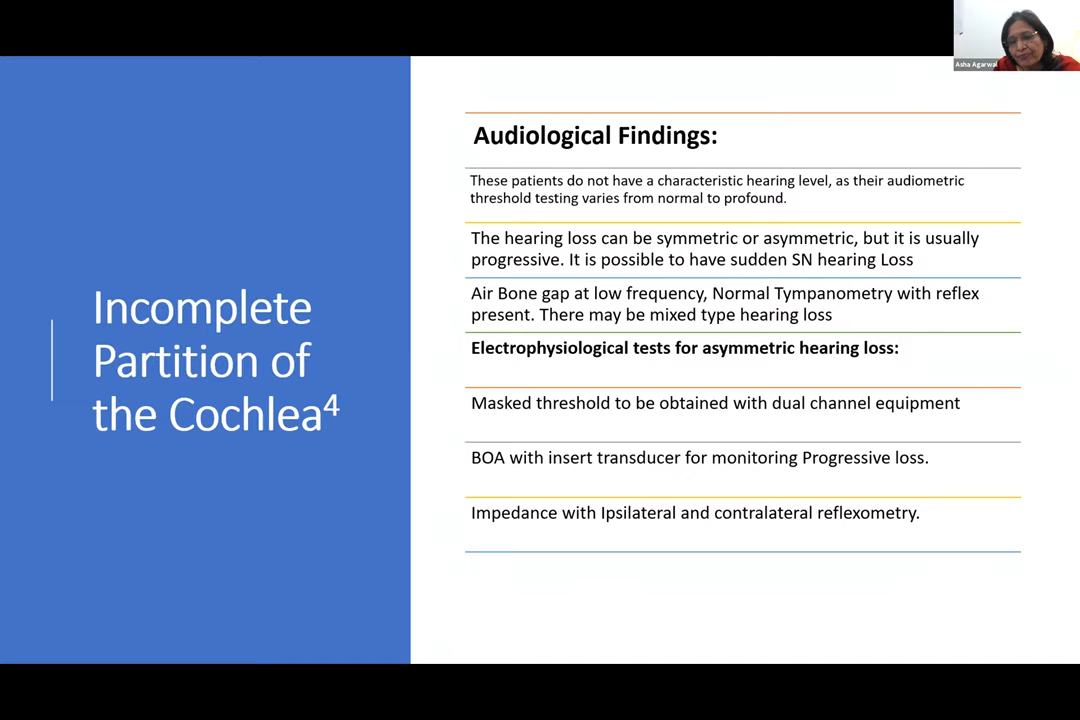 Asha Agarwal
Incomplete
Partition of
the Cochlea⁴
Audiological Findings:
These patients do not have a characteristic hearing level, as their audiometric
threshold testing varies from normal to profound.
The hearing loss can be symmetric or asymmetric, but it is usually
progressive. It is possible to have sudden SN hearing Loss
Air Bone gap at low frequency, Normal Tympanometry with reflex
present. There may be mixed type hearing loss
Electrophysiological tests for asymmetric hearing loss:
Masked threshold to be obtained with dual channel equipment
BOA with insert transducer for monitoring Progressive loss.
Impedance with Ipsilateral and contralateral reflexometry.